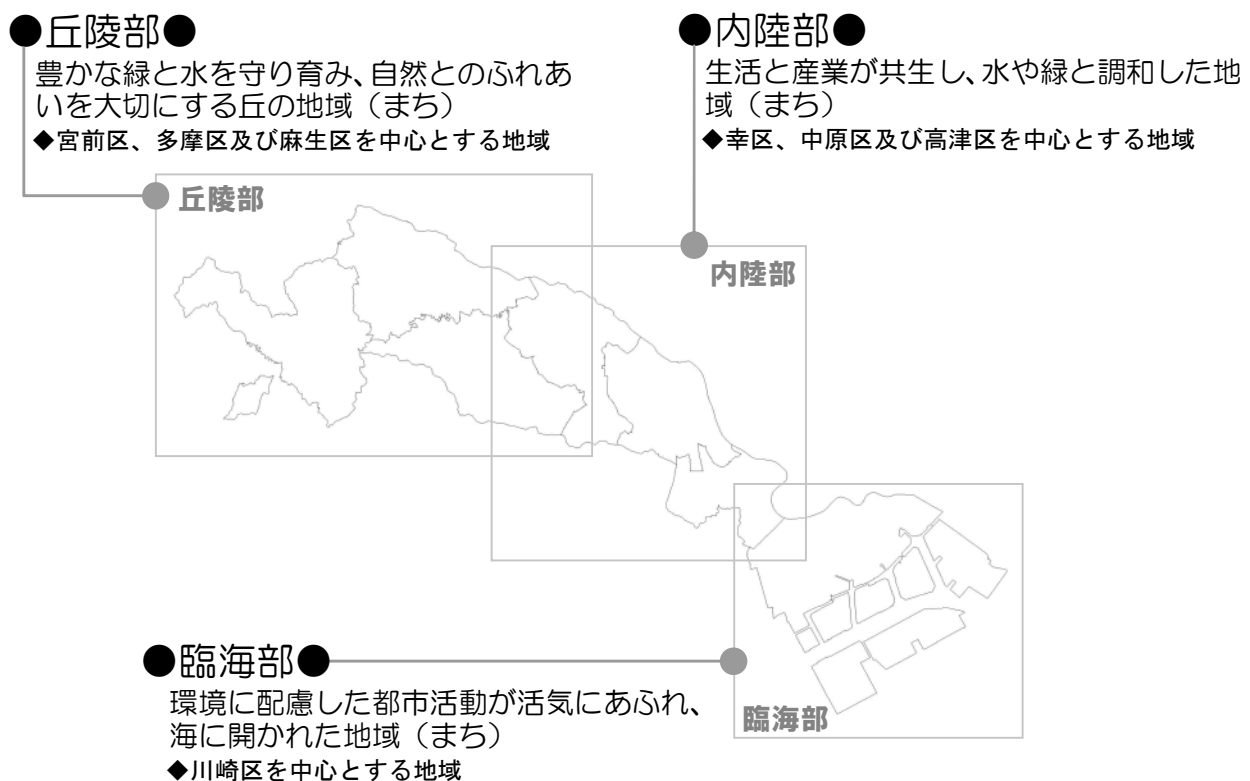 ●丘陵部●
豊かな緑と水を守り育み、自然とのふれあ
いを大切にする丘の地域（まち）
◆宮前区、多摩区及び麻生区を中心とする地域
●内陸部●
生活と産業が共生し、水や緑と調和した地
域（まち）
◆幸区、中原区及び高津区を中心とする地域
丘陵部
内陸部
●臨海部●
環境に配慮した都市活動が活気にあふれ、
海に開かれた地域（まち）
◆川崎区を中心とする地域
臨海部